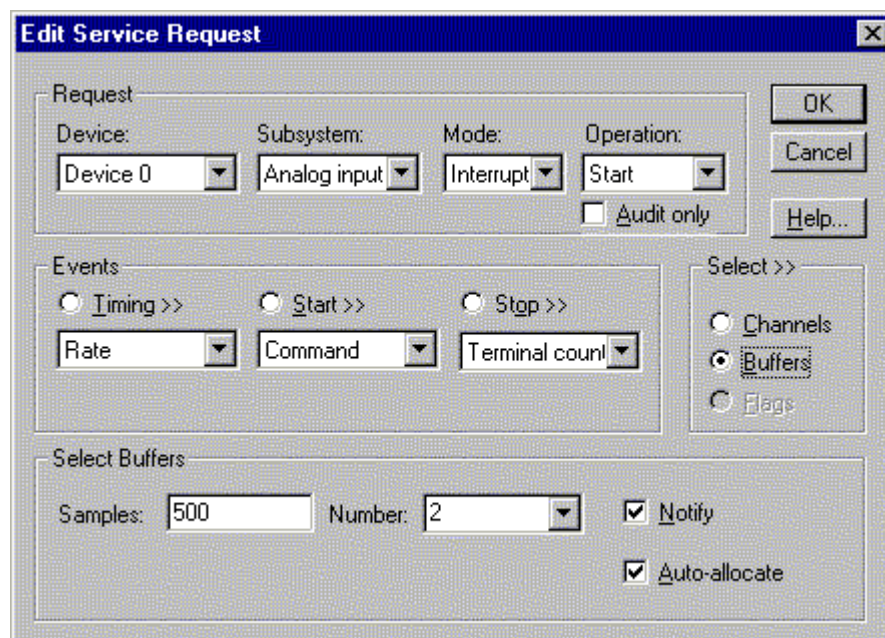 Edit Service Request
Request
Device: Subsystem: Mode: Operation:
Device 0 Analog input Interrupt Start
Audit only
OK
Cancel
Help...
Events
Timing >> Start >> Stop >>
Rate Command Terminal count
Select >>
Channels
Buffers
Flags
Select Buffers
Samples: 500 Number: 2 Notify
Auto-allocate